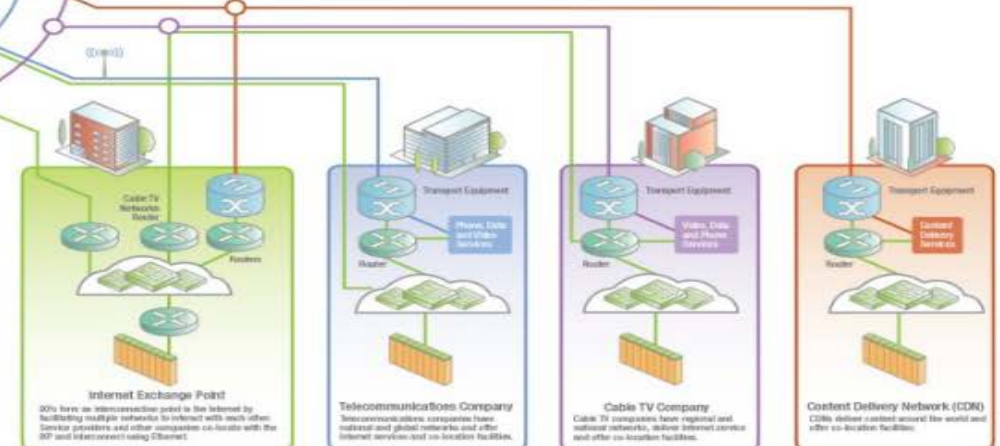 Cable TV
Networks
Router
Routers
Internet Exchange Point
IXPs form an interconnection point in the Internet by
facilitating multiple networks to interact with each other.
Service providers and other companies co-locate with the
IXP and interconnect using Ethernet.
Transport Equipment
Phone, Data
and Video
Services
Router
Telecommunications Company
Telecommunications companies have
national and global networks and offer
Internet services and co-location facilities.
Transport Equipment
Video, Data
and Phone
Services
Router
Cable TV Company
Cable TV companies have regional and
national networks, deliver Internet service
and offer co-location facilities.
Transport Equipment
Content
Delivery
Services
Router
Content Delivery Network (CDN)
CDNs deliver content around the world and
offer co-location facilities.